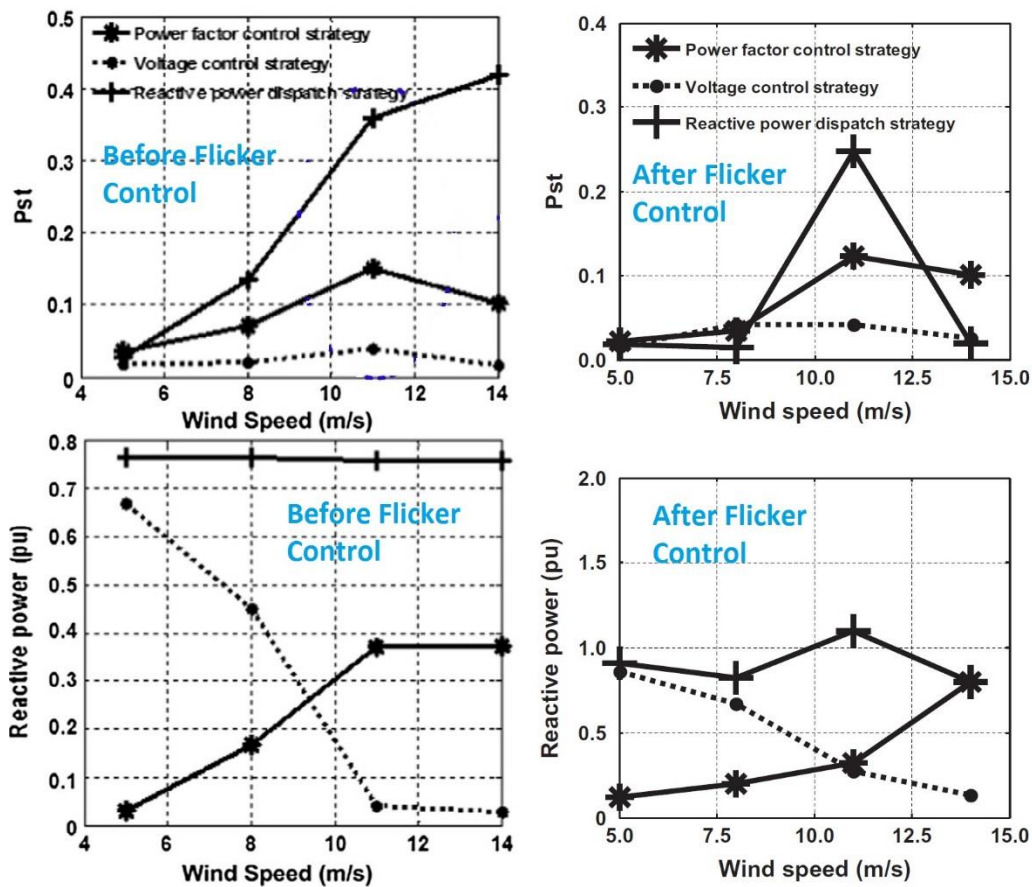 0.5
Power factor control strategy
Voltage control strategy
Reactive power dispatch strategy
0.4
0.3
0.2
0.1
0
Pst
Before Flicker
Control
4 6 8 10 12 14
Wind Speed (m/s)
0.4
Power factor control strategy
Voltage control strategy
Reactive power dispatch strategy
0.3
0.2
0.1
0.0
Pst
After Flicker
Control
5.0 7.5 10.0 12.5 15.0
Wind speed (m/s)
0.8
0.7
0.6
0.5
0.4
0.3
0.2
0.1
0
Reactive power (pu)
Before Flicker
Control
4 6 8 10 12 14
Wind Speed (m/s)
2.0
1.5
1.0
0.5
0
Reactive power (pu)
After Flicker
Control
5.0 7.5 10.0 12.5 15.0
Wind speed (m/s)